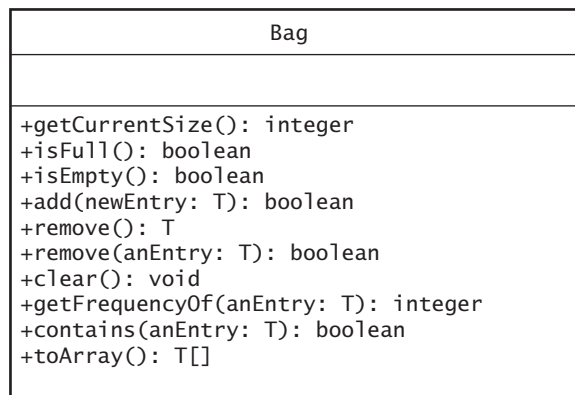 Bag
+getCurrentSize(): integer
+isFull(): boolean
+isEmpty(): boolean
+add(newEntry: T): boolean
+remove(): T
+remove(anEntry: T): boolean
+clear(): void
+getFrequencyOf(anEntry: T): integer
+contains(anEntry: T): boolean
+toArray(): T[]